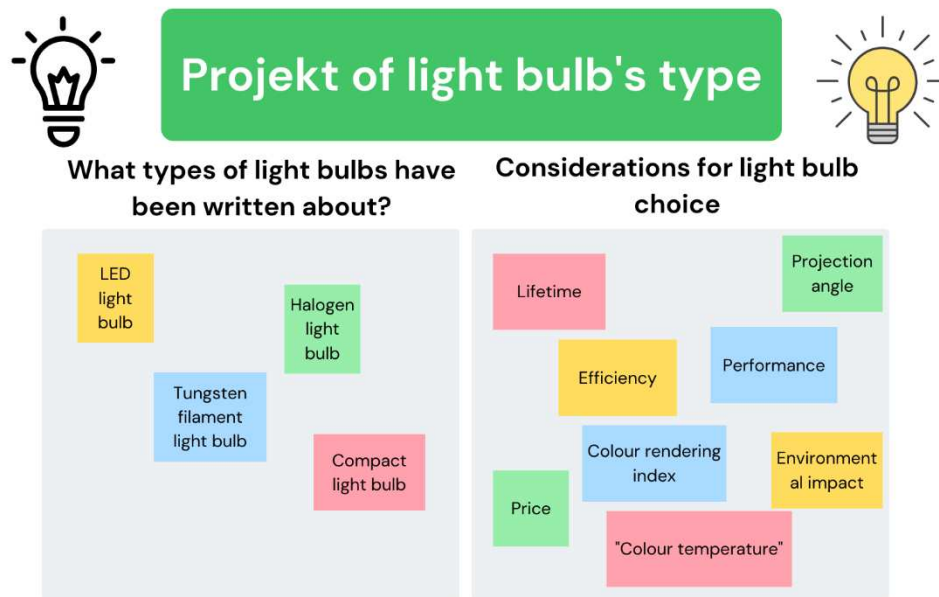 Projekt of light bulb's type
What types of light bulbs have
been written about?
LED
light
bulb
Halogen
light
bulb
Tungsten
filament
light bulb
Compact
light bulb
Considerations for light bulb
choice
Projection
angle
Lifetime
Performance
Efficiency
Colour rendering
index
Environment
al impact
Price
"Colour temperature"